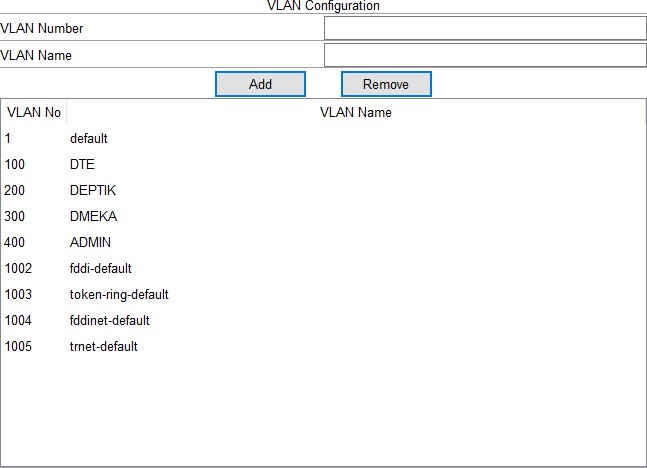 VLAN Configuration
VLAN Number
VLAN Name
Add Remove
VLAN No VLAN Name
1 default
100 DTE
200 DEPTIK
300 DMEKA
400 ADMIN
1002 fddi-default
1003 token-ring-default
1004 fddinet-default
1005 trnet-default